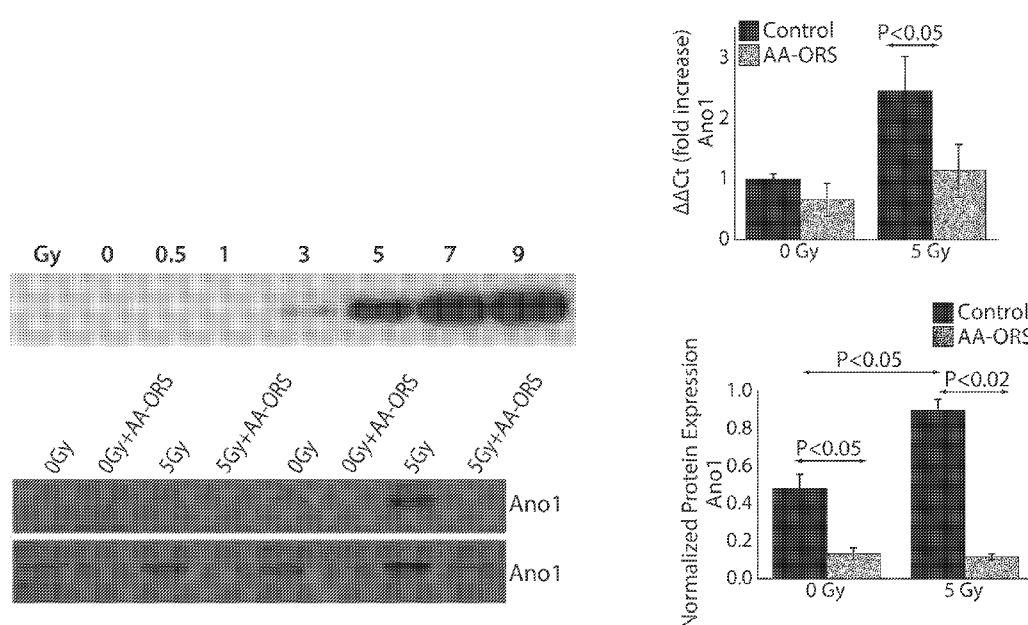 Gy 0 0.5 1 3 5 7 9
0Gy 0Gy+AA-ORS 5Gy 5Gy+AA-ORS 0Gy 0Gy+AA-ORS 5Gy 5Gy+AA-ORS
Ano1
Ano1
Control
AA-ORS
P<0.05
ΔΔCt (fold increase)
Ano1
3
2
1
0
0 Gy 5 Gy
Control
AA-ORS
P<0.05
P<0.02
P<0.05
Normalized Protein Expression
Ano1
1.0
0.8
0.6
0.4
0.2
0.0
0 Gy 5 Gy